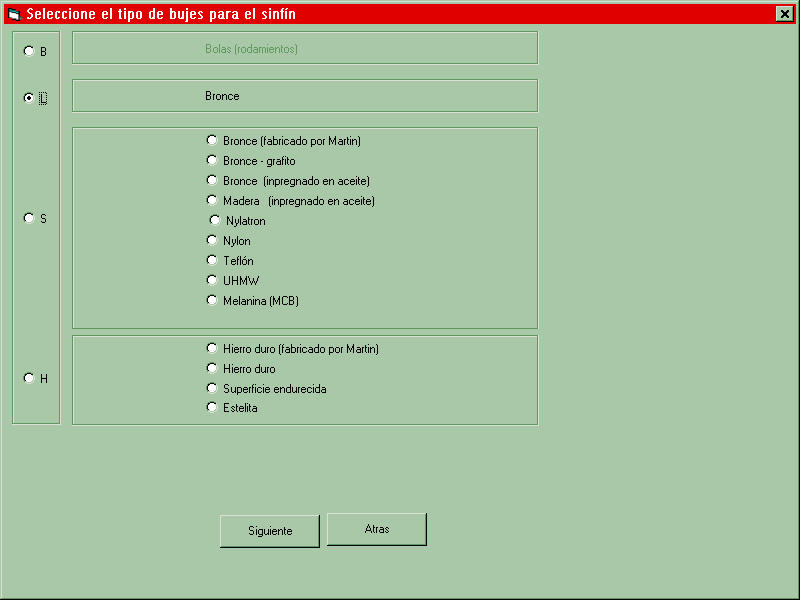 Seleccione el tipo de bujes para el sinfín
B
Bolas (rodamientos)
L
Bronce
S
Bronce (fabricado por Martin)
Bronce - grafito
Bronce (inpregnado en aceite)
Madera (inpregnado en aceite)
Nylatron
Nylon
Teflón
UHMW
Melanina (MCB)
H
Hierro duro (fabricado por Martin)
Hierro duro
Superficie endurecida
Estelita
Siguiente
Atras